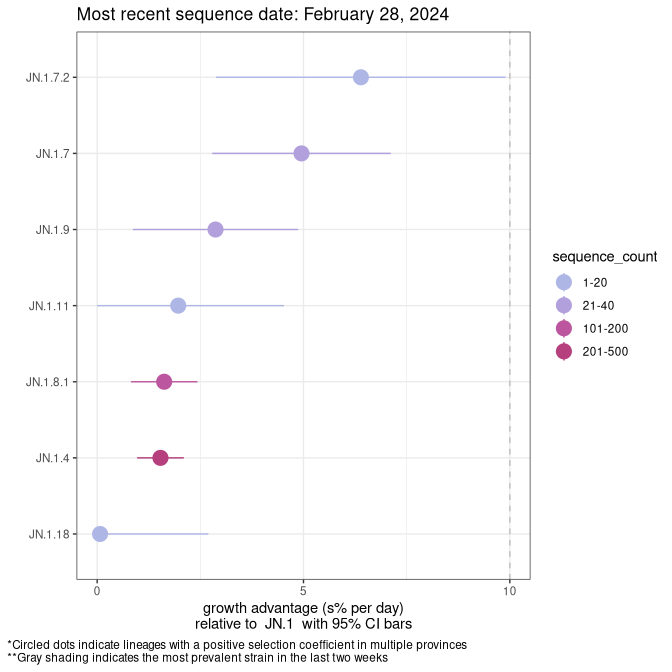 Most recent sequence date: February 28, 2024
JN.1.7.2
JN.1.7
JN.1.9
JN.1.11
JN.1.8.1
JN.1.4
JN.1.18
0
5
10
growth advantage (s% per day)
relative to JN.1 with 95% CI bars
sequence_count
1-20
21-40
101-200
201-500
*Circled dots indicate lineages with a positive selection coefficient in multiple provinces
**Gray shading indicates the most prevalent strain in the last two weeks